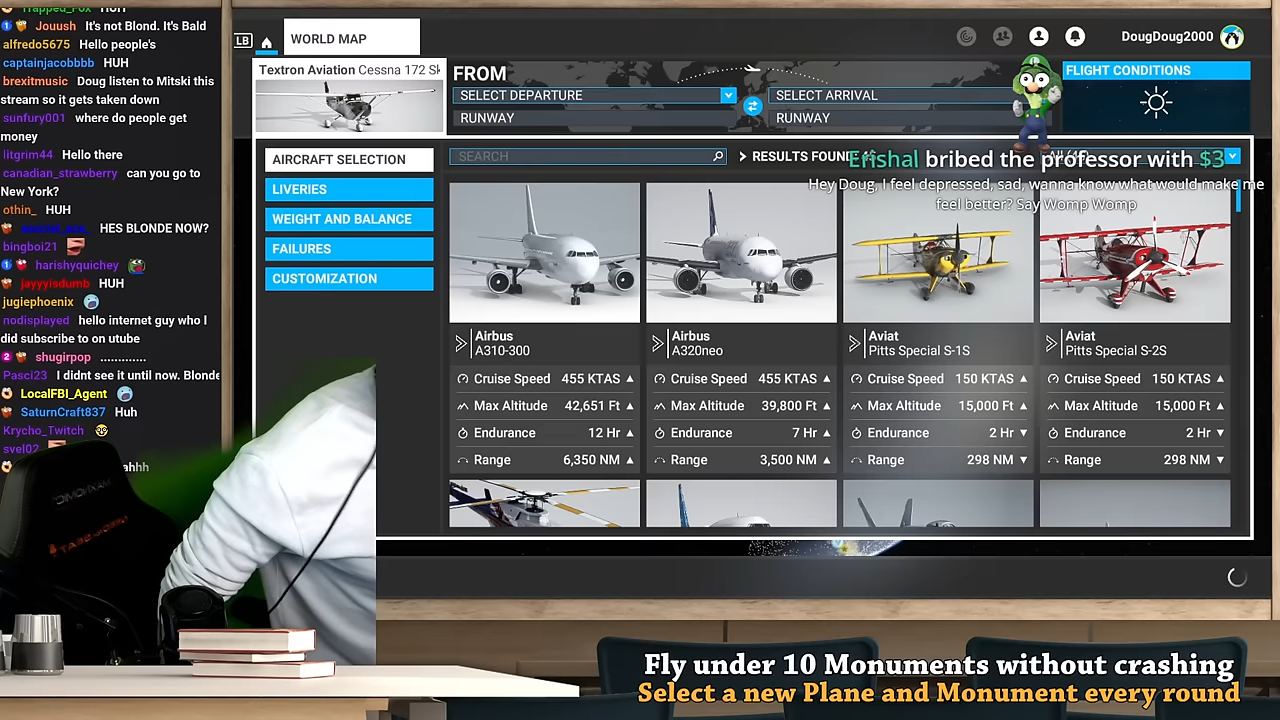 Trapped_Fox HUH
Jouush It's not Blond. It's Bald
alfredo5675 Hello people's
captainjacobbbb HUH
brexitmusic Doug listen to Mitski this
stream so it gets taken down
sunfury001 where do people get
money
litgrim44 Hello there
canadian_strawberry can you go to
New York?
othin_ HUH
HES BLONDE NOW?
bingboi21
harishyquichey
jayyyisdumb HUH
jugiephoenix
nodisplayed hello internet guy who I
did subscribe to on utube
2 shugirpop .............
Pasci23 I didnt see it until now. Blonde
LocalFBI_Agent
SaturnCraft837 Huh
Krycho_Twitch
svel02
ahhh
LB
WORLD MAP
DougDoug2000
Textron Aviation Cessna 172 Sk
FROM
SELECT DEPARTURE
RUNWAY
SELECT ARRIVAL
RUNWAY
FLIGHT CONDITIONS
AIRCRAFT SELECTION
LIVERIES
WEIGHT AND BALANCE
FAILURES
CUSTOMIZATION
SEARCH
RESULTS FOUND
Erishal bribed the professor with $3
Hey Doug, I feel depressed, sad, wanna know what would make me
feel better? Say Womp Womp
Airbus
A310-300
Cruise Speed 455 KTAS
Max Altitude 42,651 Ft
Endurance 12 Hr
Range 6,350 NM
Airbus
A320neo
Cruise Speed 455 KTAS
Max Altitude 39,800 Ft
Endurance 7 Hr
Range 3,500 NM
Aviat
Pitts Special S-1S
Cruise Speed 150 KTAS
Max Altitude 15,000 Ft
Endurance 2 Hr
Range 298 NM
Aviat
Pitts Special S-2S
Cruise Speed 150 KTAS
Max Altitude 15,000 Ft
Endurance 2 Hr
Range 298 NM
MAXNOMIC
Fly under 10 Monuments without crashing
Select a new Plane and Monument every round